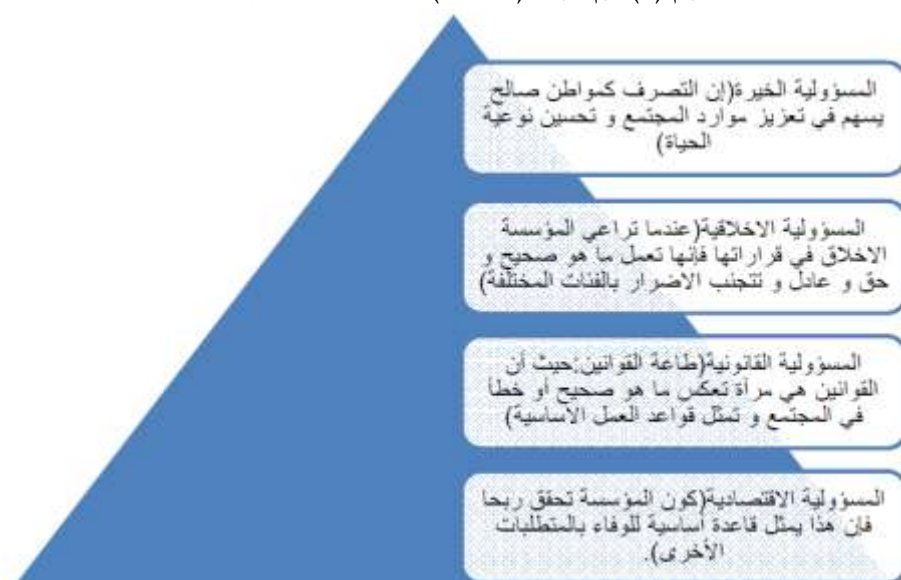 المسؤولية الخيرة(إن التصرف كمواطن صالح
يسهم في تعزيز موارد المجتمع و تحسين نوعية
الحياة)
المسؤولية الاخلاقية(عندما تراعي المؤسسة
الاخلاق في قراراتها فإنها تعمل ما هو صحيح و
حق و عادل و تتجنب الاضرار بالفئات المختلفة)
المسؤولية القانونية(طاعة القوانين:حيث أن
القوانين هي مرآة تعكس ما هو صحيح أو خطأ
في المجتمع و تمثل قواعد العمل الاساسية)
المسؤولية الاقتصادية(كون المؤسسة تحقق ربحا
فإن هذا يمثل قاعدة أساسية للوفاء بالمتطلبات
الأخرى).